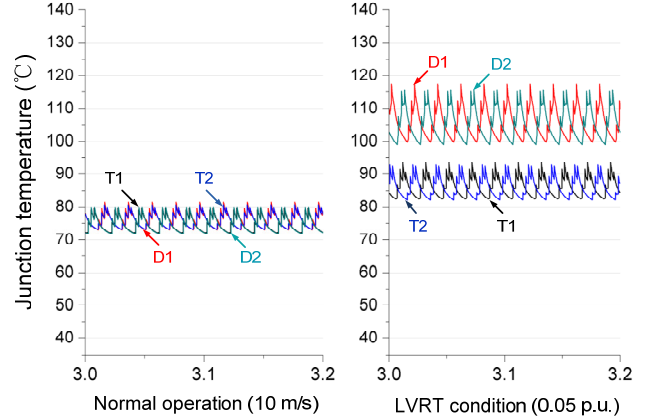 140
130
120
110
100
90
80
70
60
50
40
Junction temperature (℃)
T1
T2
D1
D2
3.0
3.1
3.2
Normal operation (10 m/s)
140
130
120
110
100
90
80
70
60
50
40
D1
D2
T2
T1
3.0
3.1
3.2
LVRT condition (0.05 p.u.)